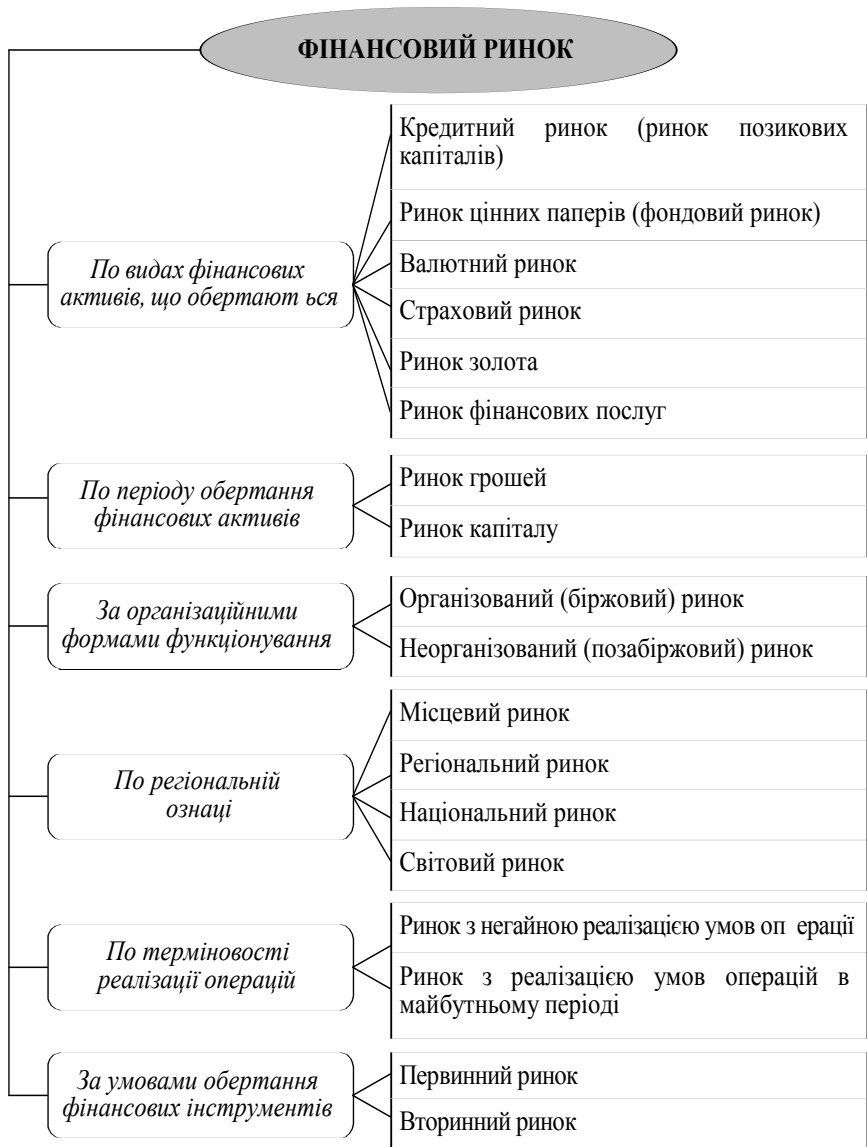 ФІНАНСОВИЙ РИНОК
По видах фінансових
активів, що обертають ься
Кредитний ринок (ринок позикових
капіталів)
Ринок цінних паперів (фондовий ринок)
Валютний ринок
Страховий ринок
Ринок золота
Ринок фінансових послуг
По періоду обертання
фінансових активів
Ринок грошей
Ринок капіталу
За організаційними
формами функціонування
Організований (біржовий) ринок
Неорганізований (позабіржовий) ринок
По регіональній
ознаці
Місцевий ринок
Регіональний ринок
Національний ринок
Світовий ринок
По терміновості
реалізації операцій
Ринок з негайною реалізацією умов оп ерації
Ринок з реалізацією умов операцій в
майбутньому періоді
За умовами обертання
фінансових інструментів
Первинний ринок
Вторинний ринок